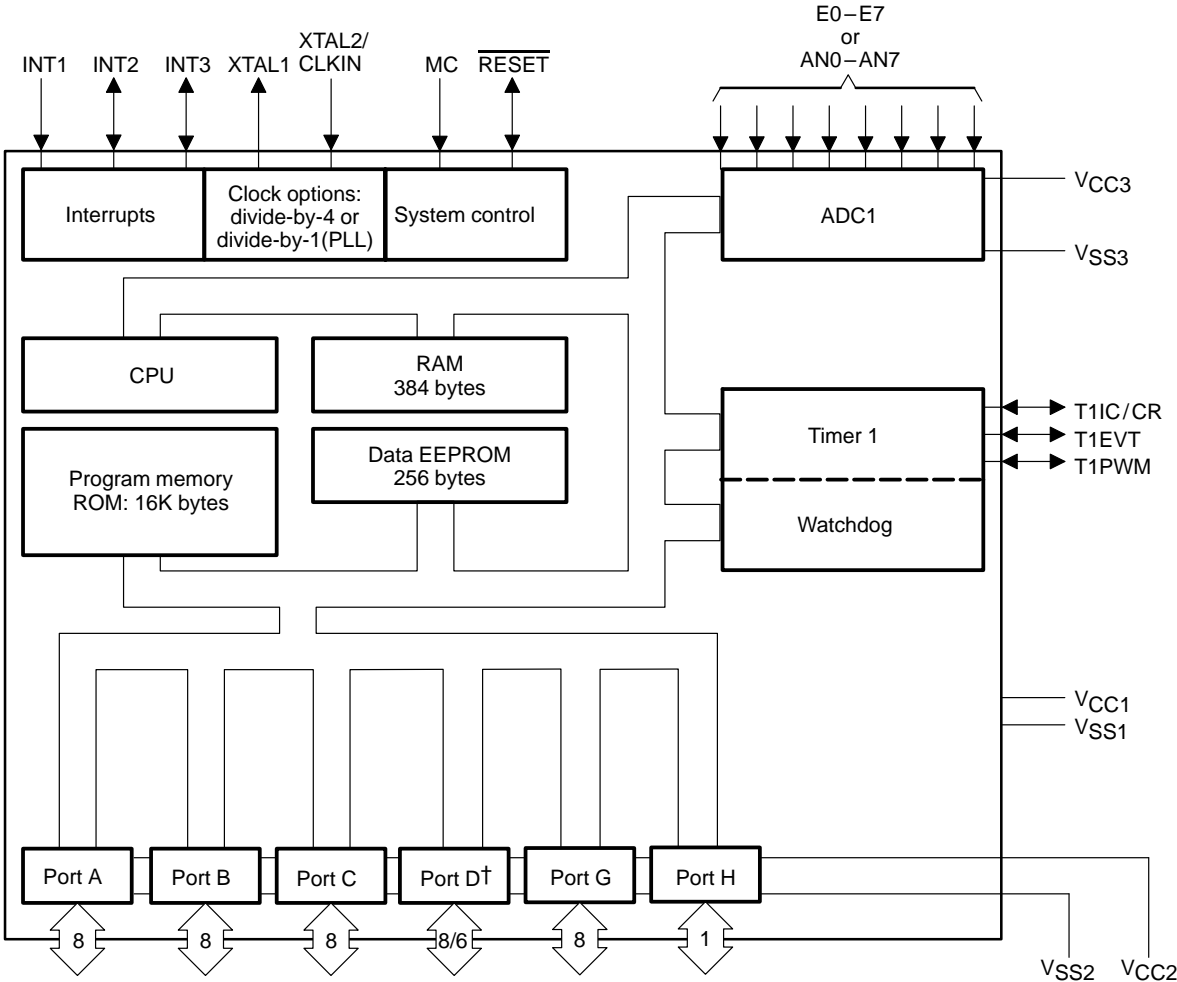 E0–E7
or
AN0–AN7
INT1
INT2
INT3
XTAL1
XTAL2/
CLKIN
MC
RESET
Interrupts
Clock options:
divide-by-4 or
divide-by-1(PLL)
System control
ADC1
VCC3
VSS3
CPU
RAM
384 bytes
Program memory
ROM: 16K bytes
Data EEPROM
256 bytes
Timer 1
Watchdog
T1IC/CR
T1EVT
T1PWM
VCC1
VSS1
Port A
Port B
Port C
Port D†
Port G
Port H
8
8
8
8/6
8
1
VSS2
VCC2